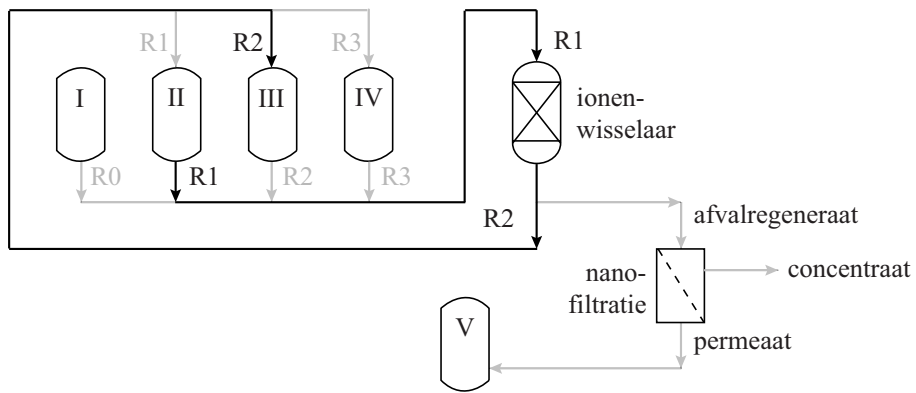 R1
R2
R3
R1
I
II
III
IV
ionen-
wisselaar
R0
R1
R2
R3
R2
afvalregeneraat
nano-
filtratie
concentraat
V
permeaat